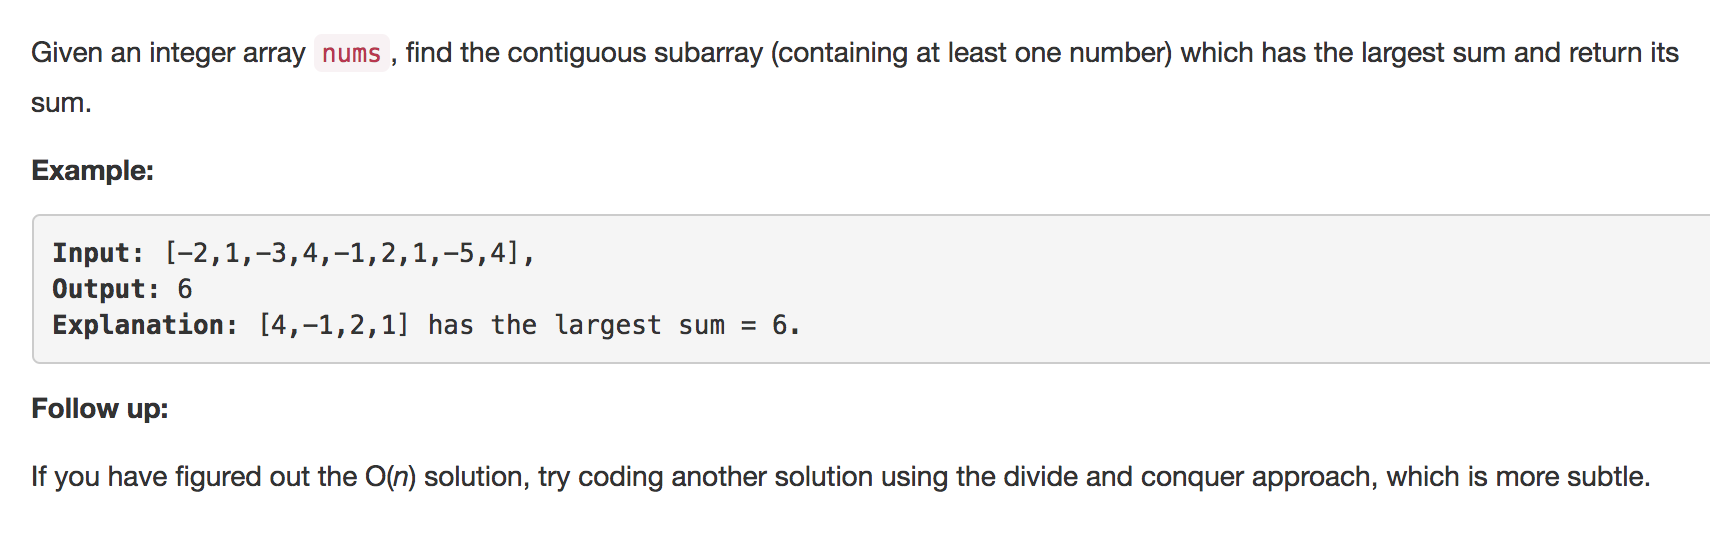 Given an integer array nums, find the contiguous subarray (containing at least one number) which has the largest sum and return its
sum.
Example:
Input: [-2,1,-3,4,-1,2,1,-5,4],
Output: 6
Explanation: [4,-1,2,1] has the largest sum = 6.
Follow up:
If you have figured out the O(n) solution, try coding another solution using the divide and conquer approach, which is more subtle.